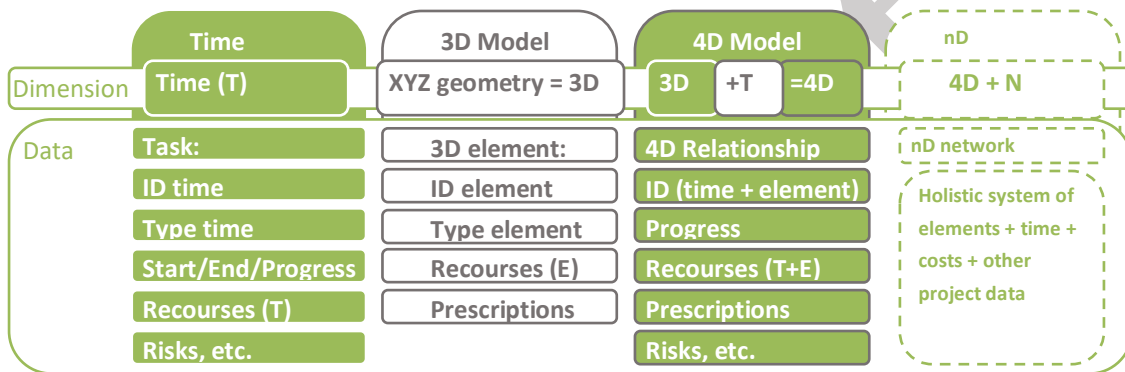 Time
3D Model
4D Model
nD
Dimension
Time (T)
XYZ geometry = 3D
3D
+T
=4D
4D + N
Data
Task:
3D element:
4D Relationship
nD network
ID time
ID element
ID (time + element)
Type time
Type element
Progress
Start/End/Progress
Recourses (E)
Recourses (T+E)
Recourses (T)
Prescriptions
Prescriptions
Risks, etc.
Risks, etc.
Holistic system of
elements + time +
costs + other
project data